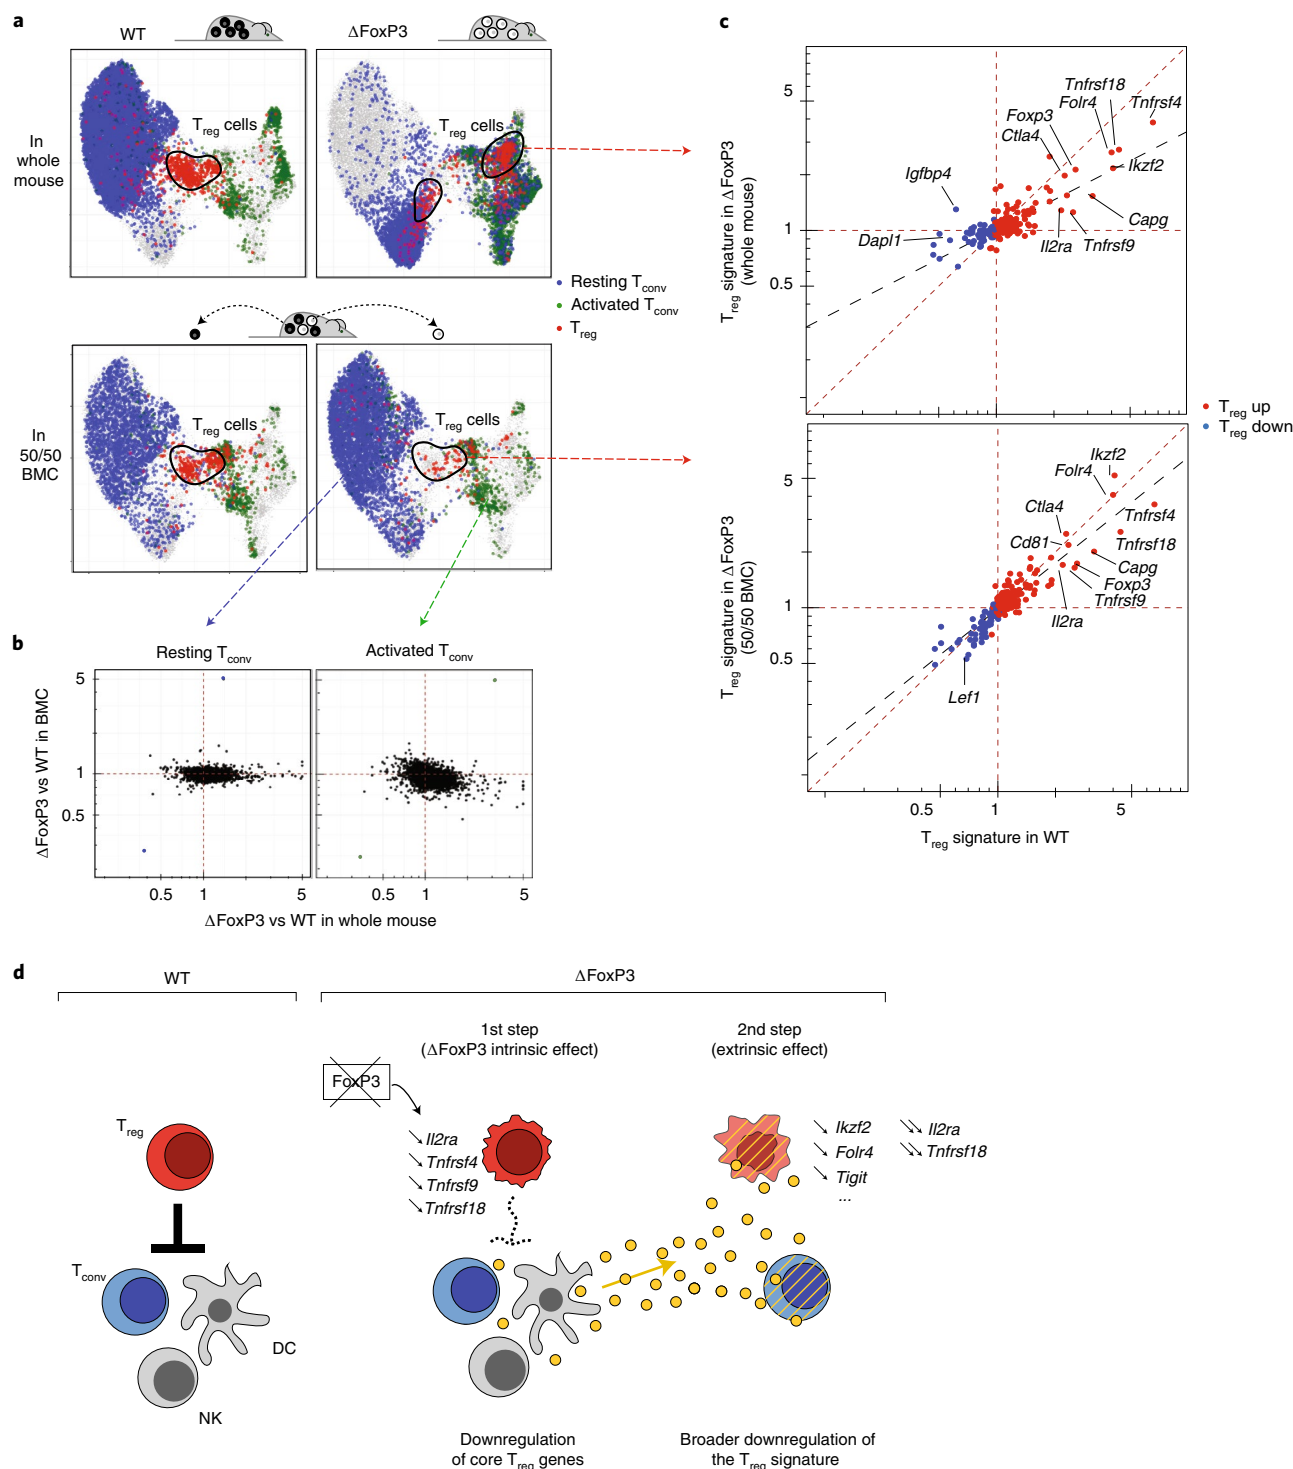 a
WT
ΔFoxP3
In
whole
mouse
Treg cells
Treg cells
Resting Tconv
Activated Tconv
Treg
In
50/50
BMC
Treg cells
Treg cells
b
Resting Tconv
Activated Tconv
ΔFoxP3 vs WT in BMC
5
1
0.5
0.5
1
5
0.5
1
5
ΔFoxP3 vs WT in whole mouse
c
Treg signature in ΔFoxP3
(whole mouse)
5
1
0.5
Tnfrsf18
Folr4
Tnfrsf4
Foxp3
Ctla4
Ikzf2
Igfbp4
Capg
Dapl1
Il2ra
Tnfrsf9
Treg up
Treg down
Treg signature in ΔFoxP3
(50/50 BMC)
5
1
0.5
Ikzf2
Folr4
Ctla4
Tnfrsf4
Cd81
Tnfrsf18
Capg
Foxp3
Tnfrsf9
Il2ra
Lef1
0.5
1
5
Treg signature in WT
d
WT
ΔFoxP3
1st step
(ΔFoxP3 intrinsic effect)
2nd step
(extrinsic effect)
FoxP3
Treg
↘ Il2ra
↘ Tnfrsf4
↘ Tnfrsf9
↘ Tnfrsf18
↘ Ikzf2
↘ Folr4
↘ Tigit
...
↘↘ Il2ra
↘↘ Tnfrsf18
Tconv
DC
NK
Downregulation
of core Treg genes
Broader downregulation of
the Treg signature